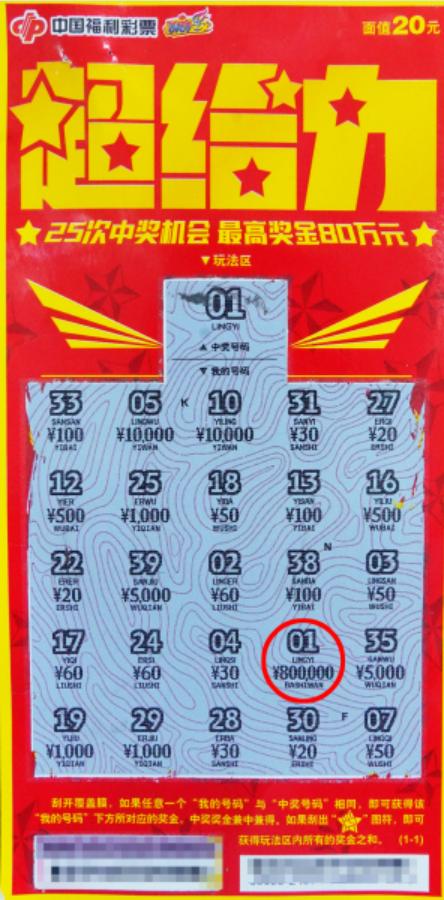 中国福利彩票
面值20元
超给力
25次中奖机会 最高奖金80万元
▼玩法区
01
LINGYI
▲中奖号码
▼我的号码
33 05 K 10 31 27
SANSAN LINGWU YILING SANYI ERQI
¥100 ¥10,000 ¥10,000 ¥30 ¥20
YIBAI YIWAN YIWAN SANSHI ERSHI
12 25 18 13 16
YIER ERWU YIBA YISAN YILIU
¥500 ¥1,000 ¥50 ¥100 ¥500
WUBAI YIQIAN WUSHI YIBAI WUBAI
22 39 02 38 N 03
ERER SANJIU LINGER SANBA LINGSAN
¥20 ¥5,000 ¥60 ¥100 ¥50
ERSHI WUQIAN LIUSHI YIBAI WUSHI
17 24 04 01 35
YIQI ERSI LINGSI LINGYI SANWU
¥60 ¥60 ¥30 ¥800,000 ¥5,000
LIUSHI LIUSHI SANSHI BASHIWAN WUQIAN
19 29 28 30 F 07
YIJIU ERJIU ERBA SANLING LINGQI
¥1,000 ¥1,000 ¥30 ¥20 ¥50
YIQIAN YIQIAN SANSHI ERSHI WUSHI
刮开覆盖膜，如果任意一个“我的号码”与“中奖号码”相同，即可获得该
“我的号码”下方所对应的奖金。中奖奖金兼中兼得。如果刮出“”图符，即可
获得玩法区内所有的奖金之和。 (1-1)